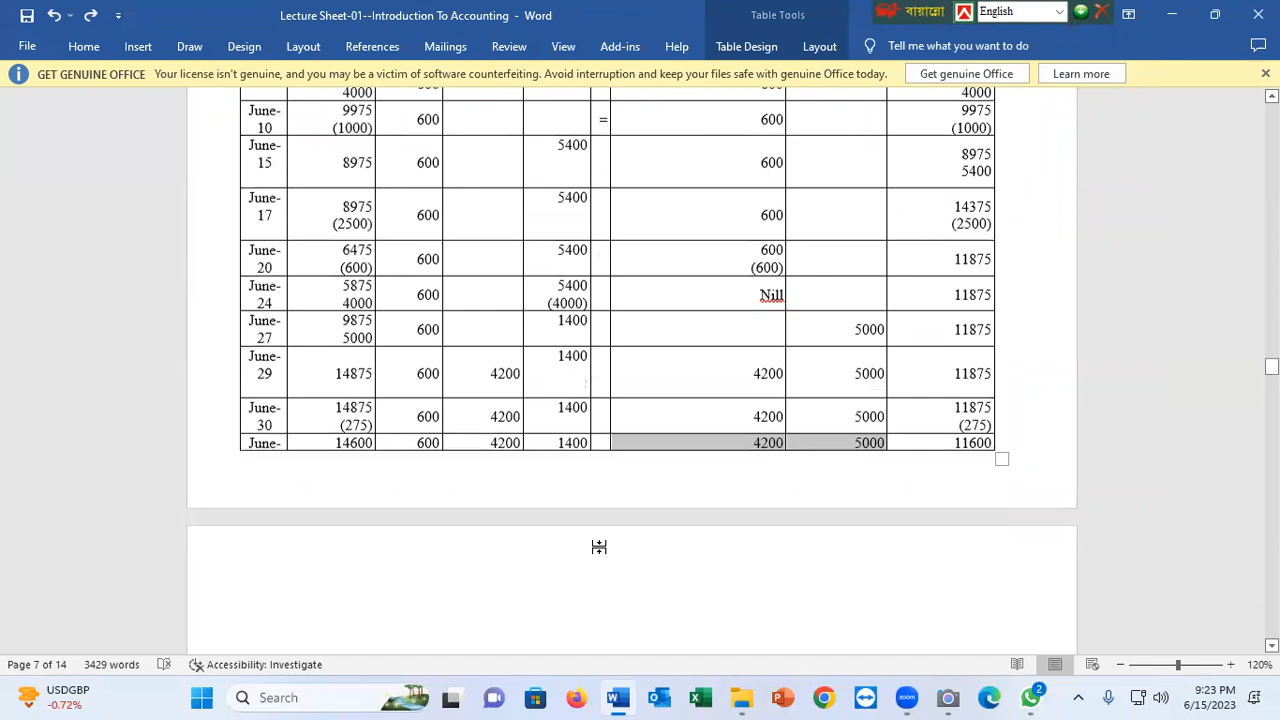 Lecture Sheet-01--Introduction To Accounting - Word
Table Tools
বায়ান্নো
English
File Home Insert Draw Design Layout References Mailings Review View Add-ins Help Table Design Layout Tell me what you want to do
GET GENUINE OFFICE Your license isn't genuine, and you may be a victim of software counterfeiting. Avoid interruption and keep your files safe with genuine Office today. Get genuine Office Learn more
4000 4000
June-10 9975 (1000) 600 = 600 9975 (1000)
June-15 8975 600 5400 600 8975 5400
June-17 8975 (2500) 600 5400 600 14375 (2500)
June-20 6475 (600) 600 5400 600 (600) 11875
June-24 5875 4000 600 5400 (4000) Nill 11875
June-27 9875 5000 600 1400 5000 11875
June-29 14875 600 4200 1400 4200 5000 11875
June-30 14875 (275) 600 4200 1400 4200 5000 11875 (275)
June- 14600 600 4200 1400 4200 5000 11600
Page 7 of 14 3429 words Accessibility: Investigate 120%
USDGBP
-0.72%
Search
2
9:23 PM
6/15/2023